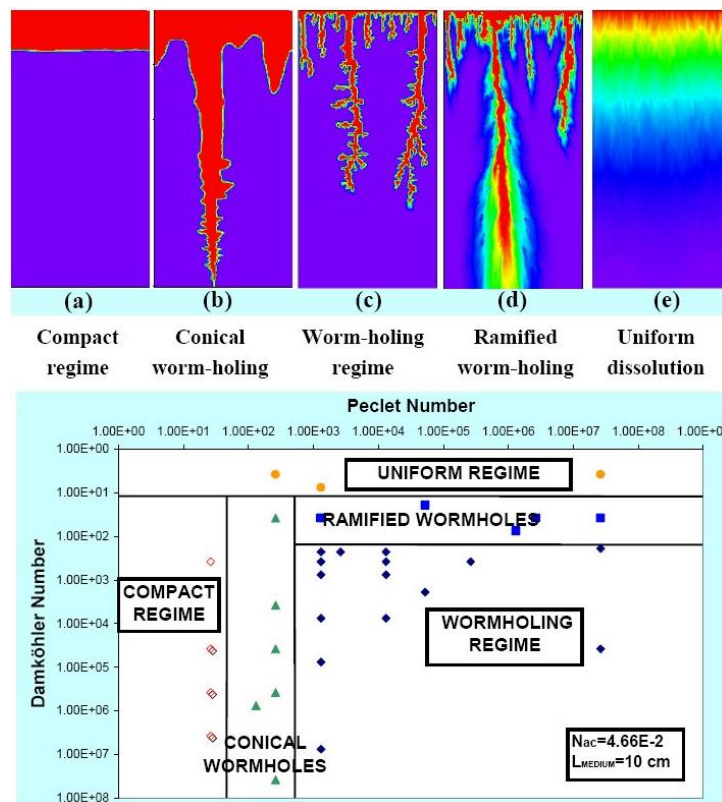 (a) (b) (c) (d) (e)
Compact Conical Worm-holing Ramified Uniform
regime worm-holing regime worm-holing dissolution
Peclet Number
1.00E+00 1.00E+01 1.00E+02 1.00E+03 1.00E+04 1.00E+05 1.00E+06 1.00E+07 1.00E+08 1.00E+0
1.00E+00
UNIFORM REGIME
1.00E+01
RAMIFIED WORMHOLES
1.00E+02
1.00E+03
COMPACT
REGIME
WORMHOLING
REGIME
1.00E+04
1.00E+05
1.00E+06
CONICAL
WORMHOLES
1.00E+07
1.00E+08
Damköhler Number
NAC=4.66E-2
LMEDIUM=10 cm